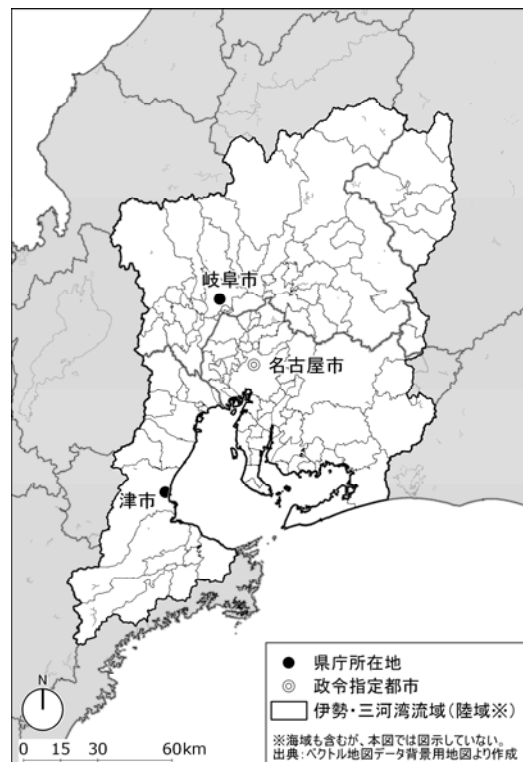 岐阜市
名古屋市
津市
● 県庁所在地
◎ 政令指定都市
伊勢・三河湾流域(陸域※)
※海域も含むが、本図では図示していない。
出典:ベクトル地図データ背景用地図より作成
N
0 15 30 60km